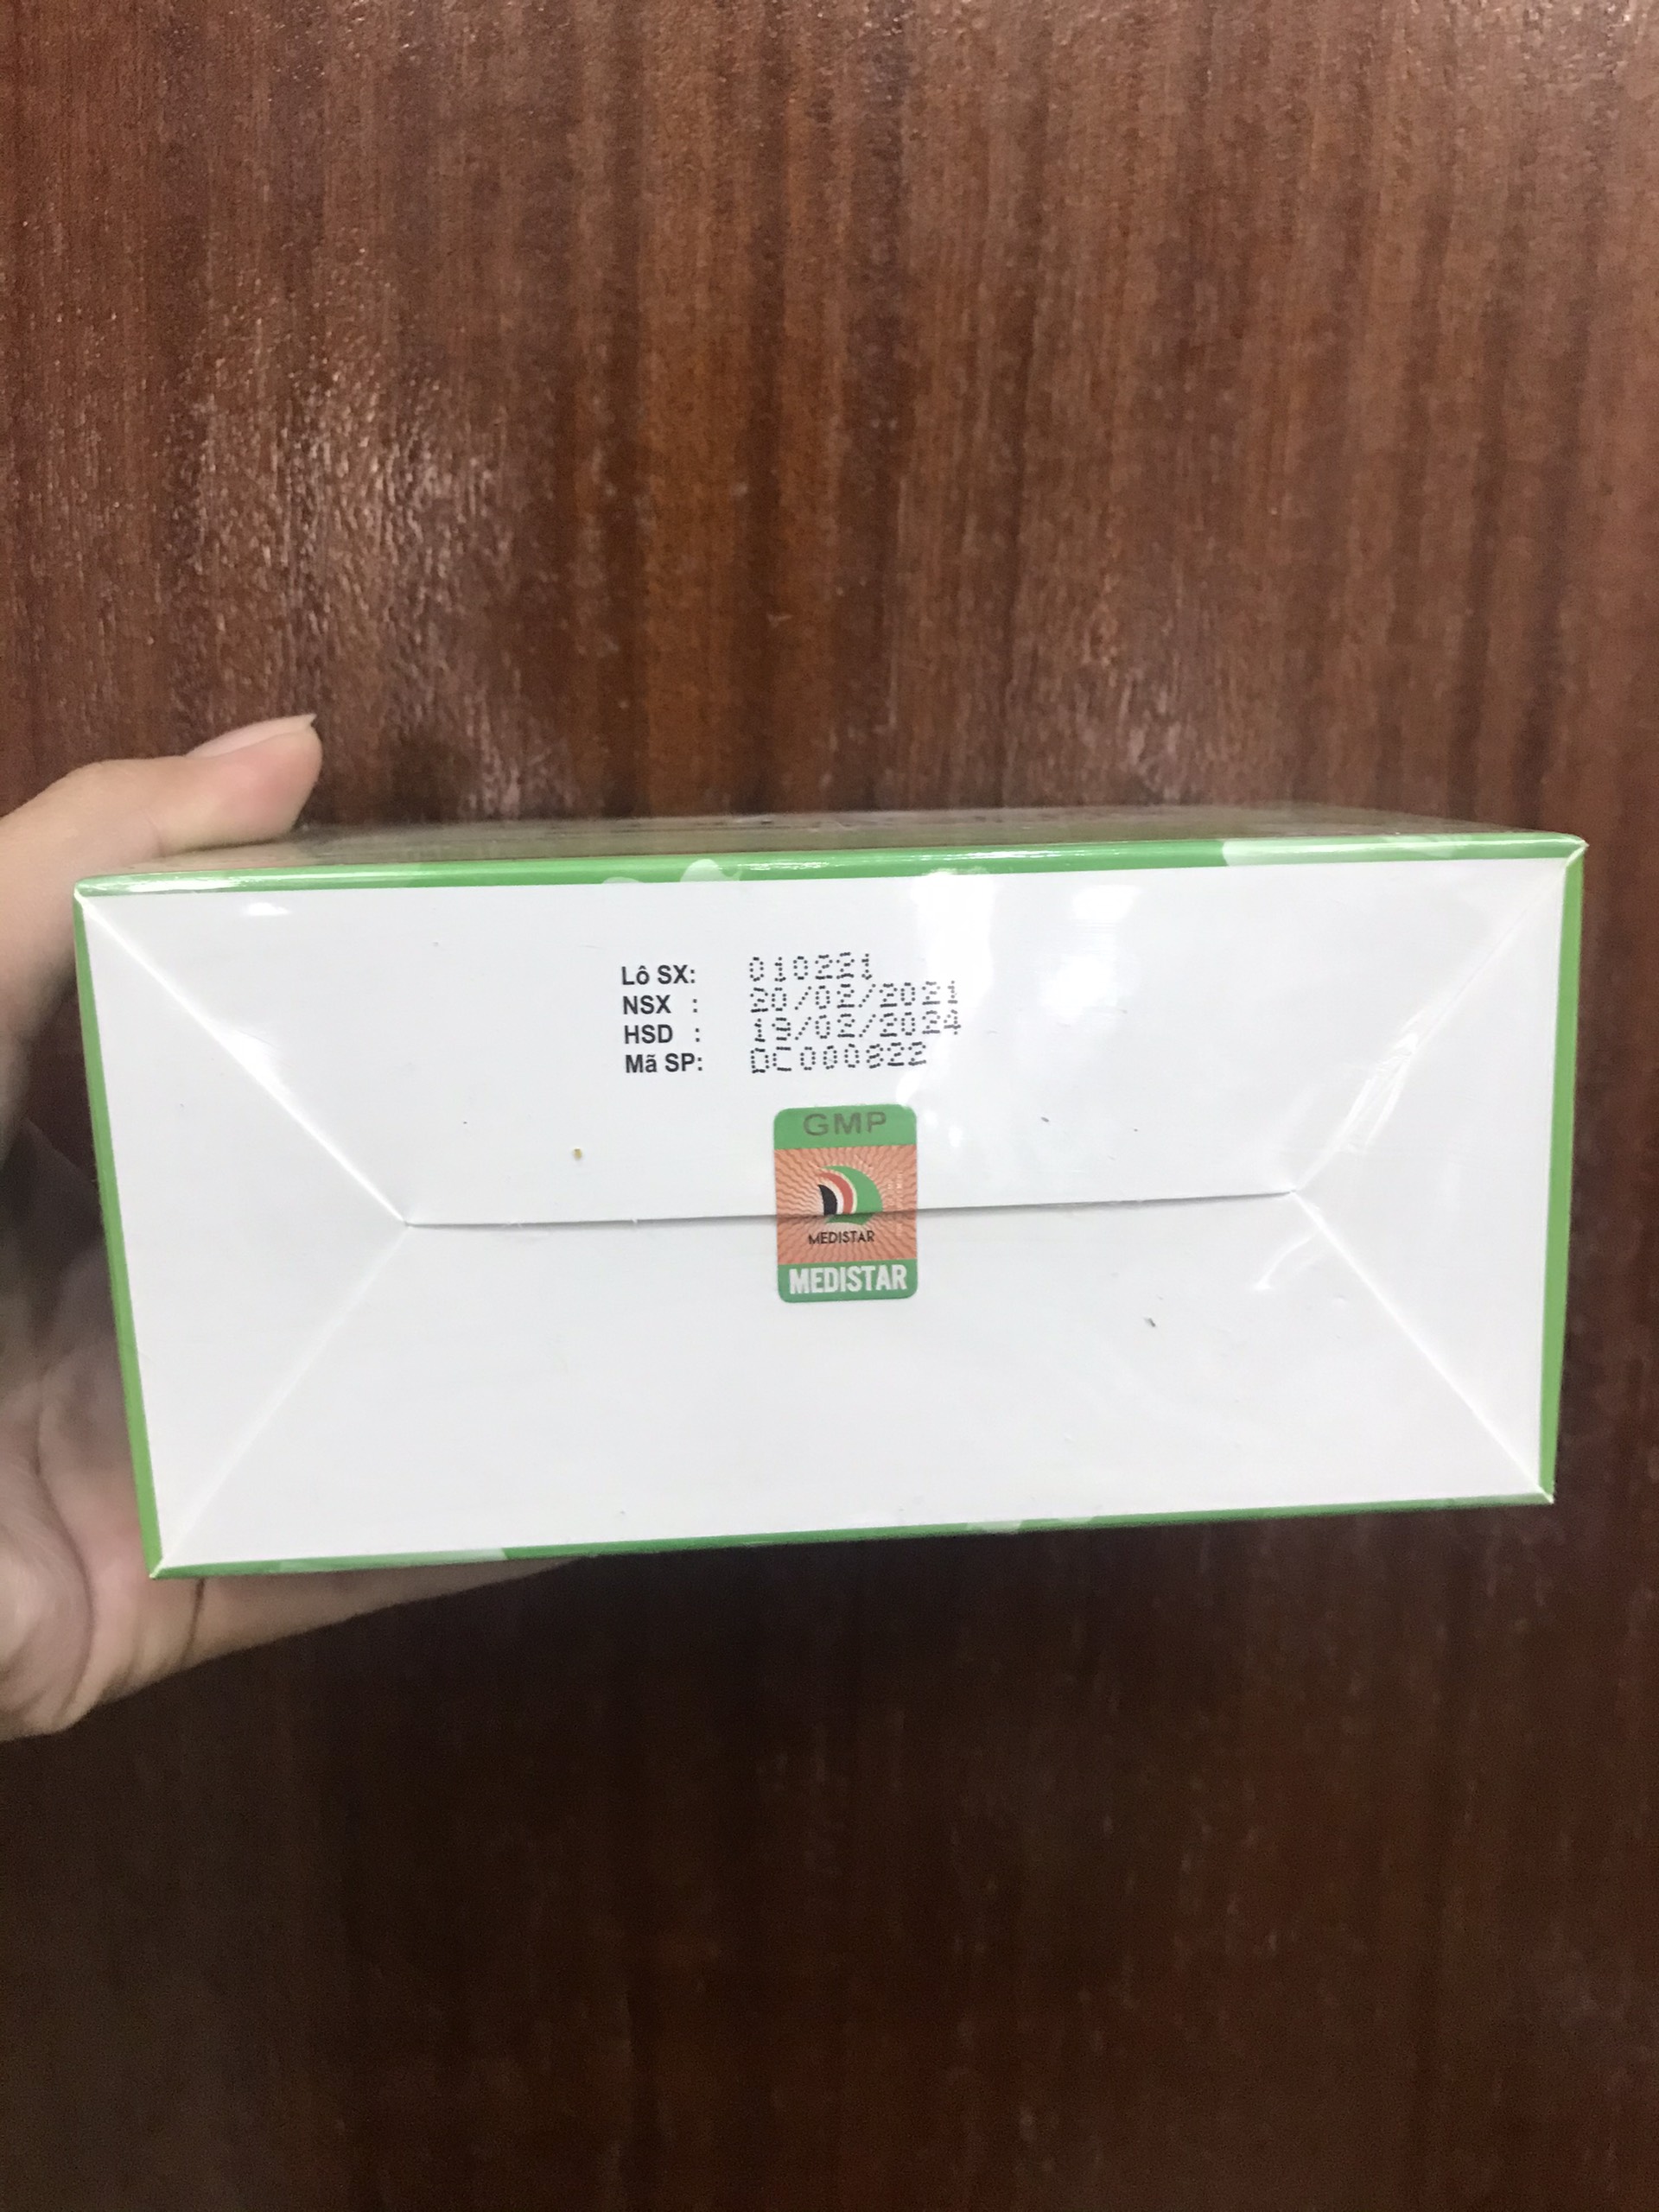 Lô SX: 010221
NSX : 20/02/2021
HSD : 19/02/2024
Mã SP: DC000822
GMP
MEDISTAR
MEDISTAR